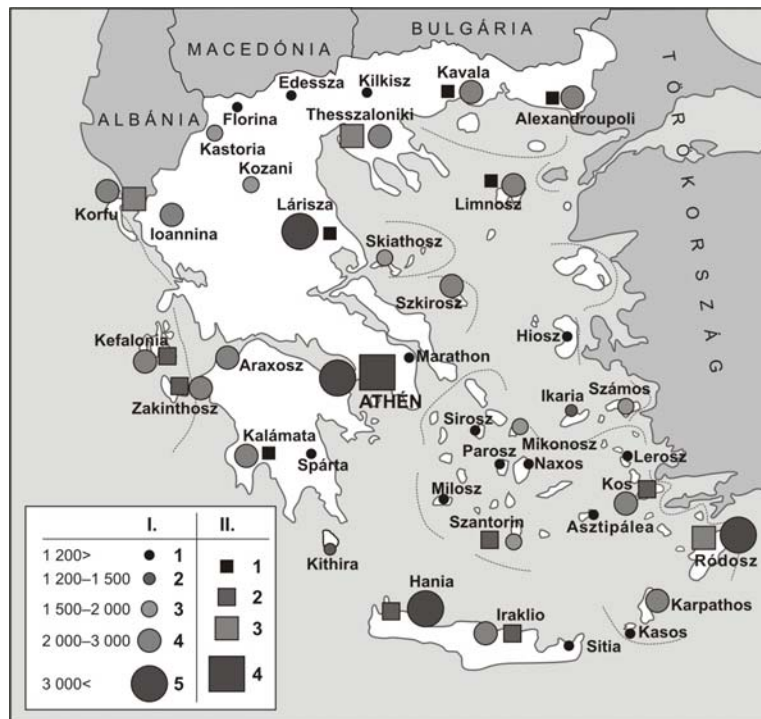 BULGÁRIA
MACEDÓNIA
ALBÁNIA
TÖRÖKORSZÁG
Edessza
Kilkisz
Kavala
Florina
Thesszaloniki
Alexandroupoli
Kastoria
Kozani
Korfu
Limnosz
Lárisza
Ioannina
Skiathosz
Szkirosz
Kefalonia
Hiosz
Araxosz
Marathon
ATHÉN
Zakinthosz
Ikaria
Számos
Sirosz
Mikonosz
Kalámata
Spárta
Parosz
Naxos
Lerosz
Kos
Milosz
Asztipálea
Szantorin
Kithira
Ródosz
Hania
Iraklio
Karpathos
Kasos
Sitia
I. II.
1 200> 1 1
1 200–1 500 2 2
1 500–2 000 3 3
2 000–3 000 4 4
3 000< 5